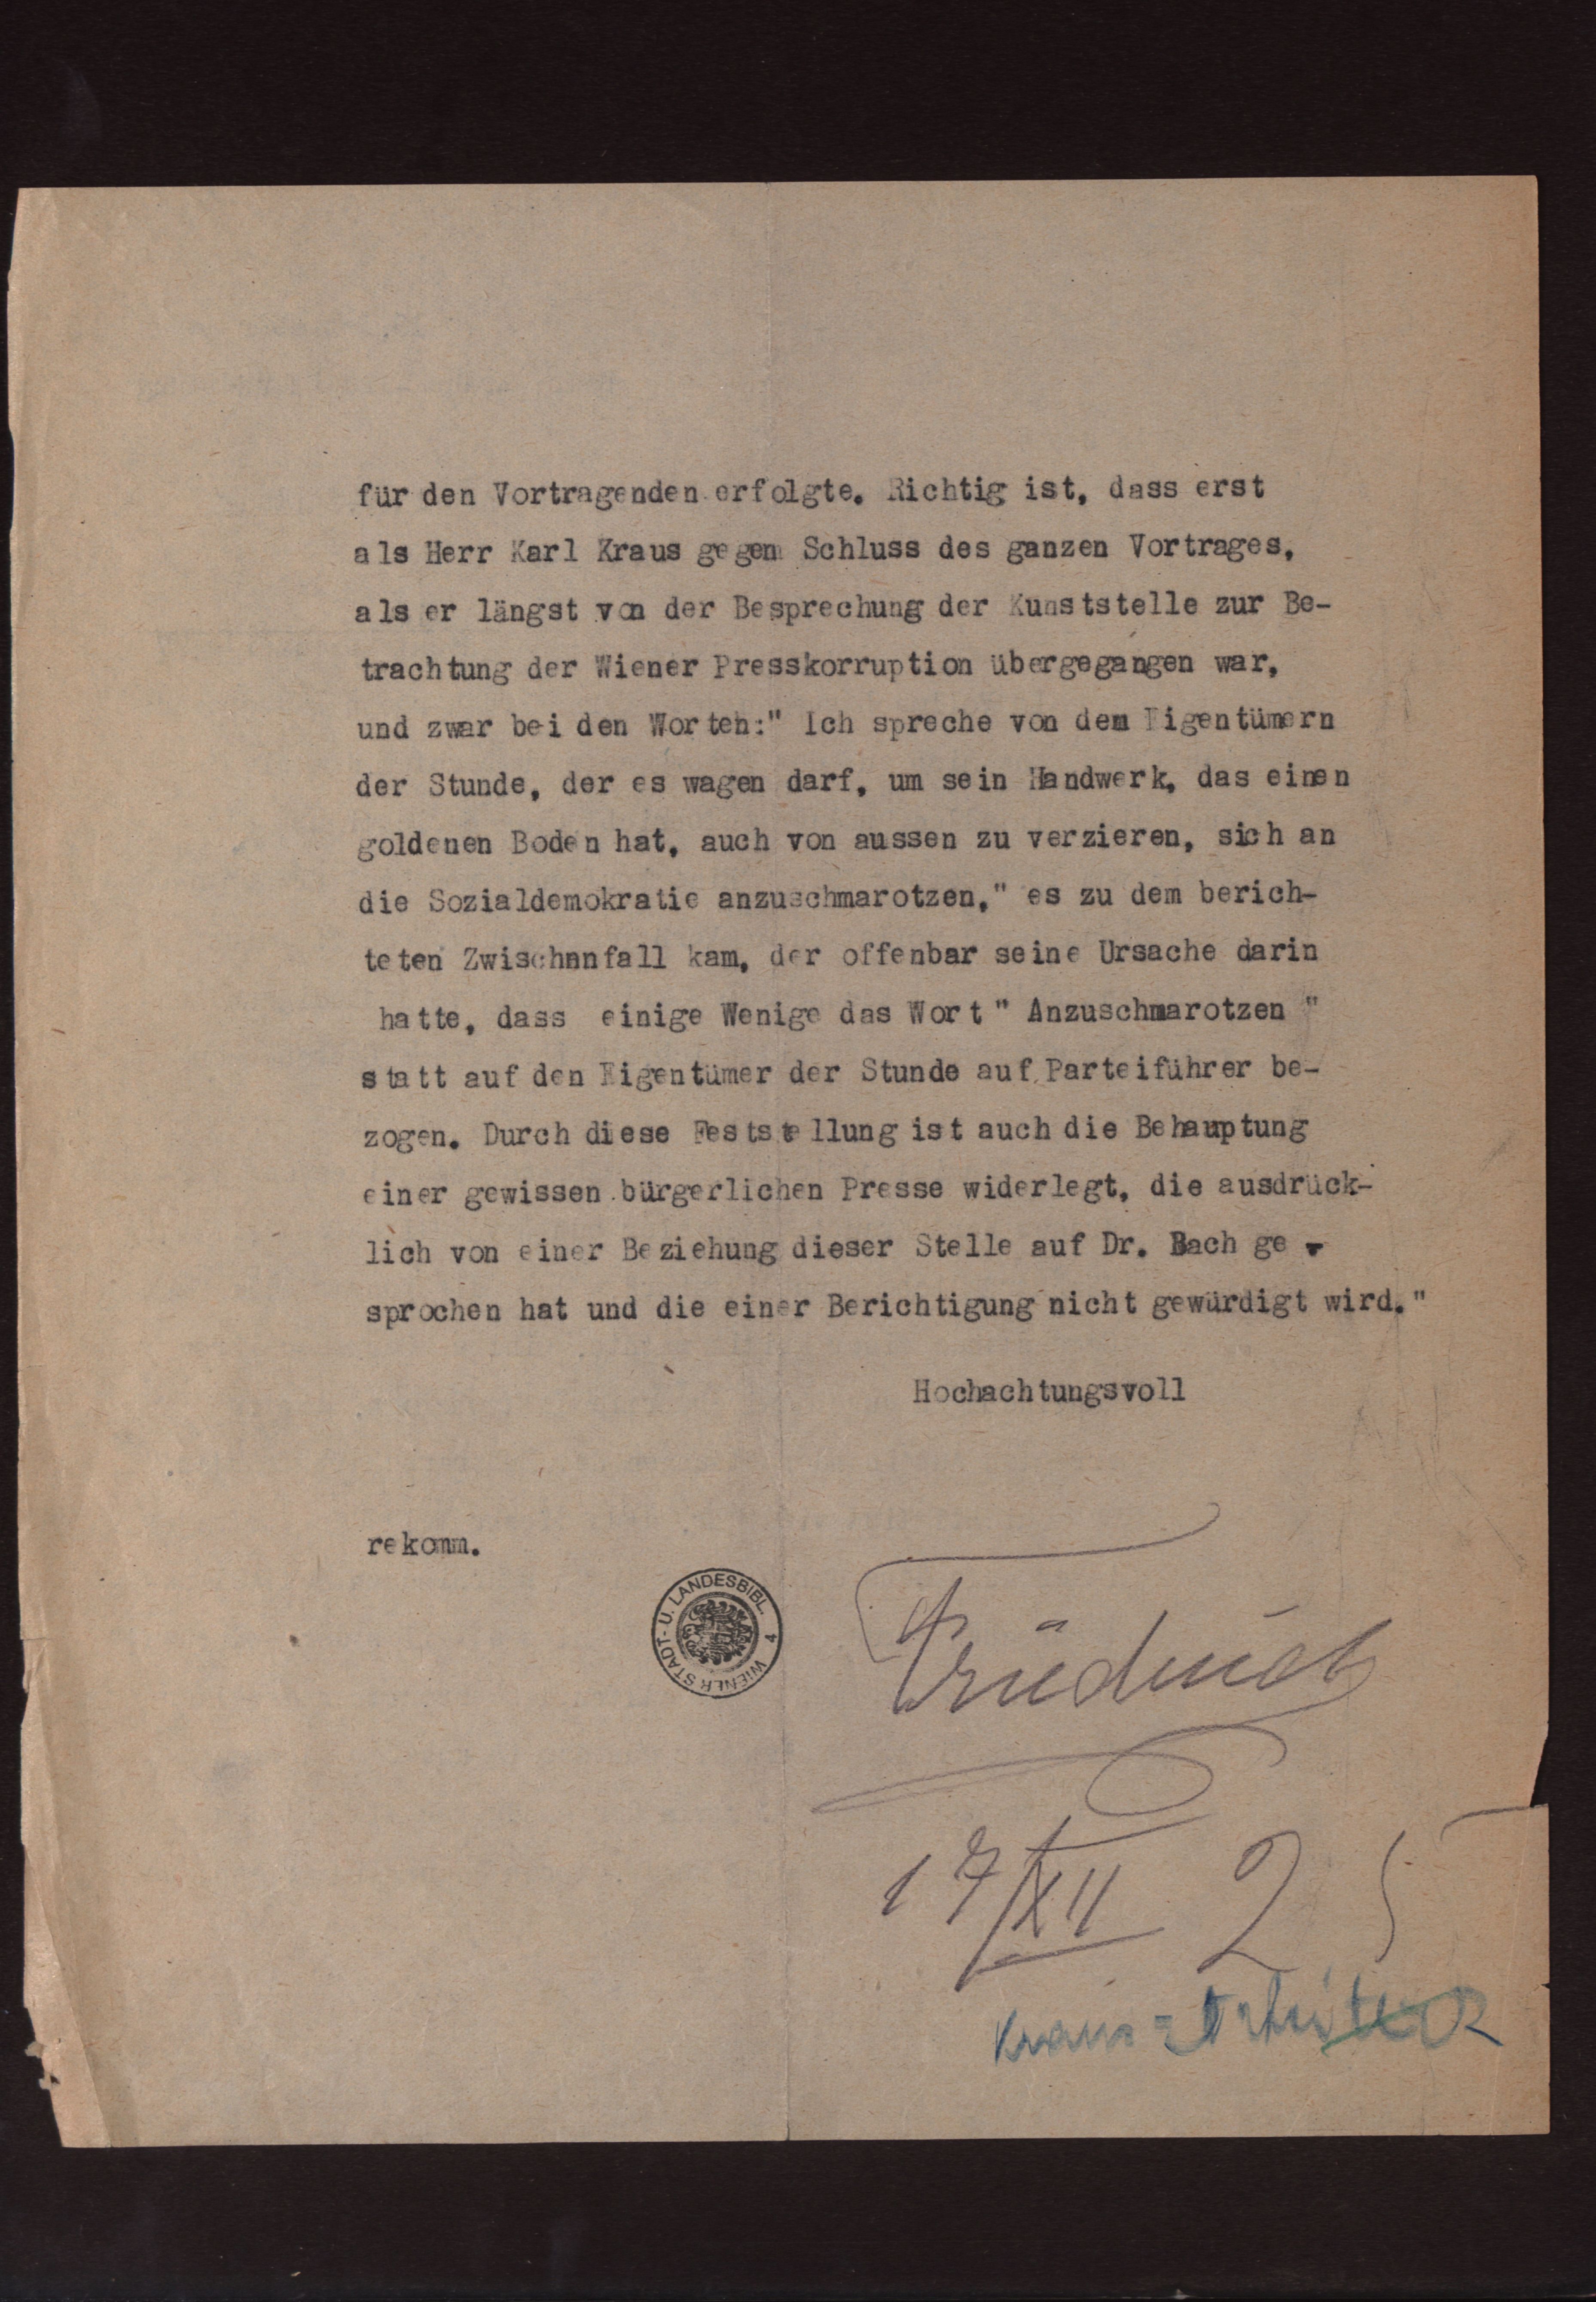 für den Vortragenden erfolgte. Richtig ist, dass erst
als Herr Karl Kraus gegen Schluss des ganzen Vortrages,
als er längst von der Besprechung der Kunststelle zur Be-
trachtung der Wiener Presskorruption übergegangen war,
und zwar bei den Worten:" Ich spreche von dem Eigentümern
der Stunde, der es wagen darf, um sein Handwerk, das einen
goldenen Boden hat, auch von aussen zu verzieren, sich an
die Sozialdemokratie anzuschmarotzen," es zu dem berich-
teten Zwischnnfall kam, der offenbar seine Ursache darin
hatte, dass einige Wenige das Wort " Anzuschmarotzen "
statt auf den Eigentümer der Stunde auf Parteiführer be-
zogen. Durch diese Feststellung ist auch die Behauptung
einer gewissen bürgerlichen Presse widerlegt, die ausdrück-
lich von einer Beziehung dieser Stelle auf Dr. Bach ge -
sprochen hat und die einer Berichtigung nicht gewürdigt wird."
Hochachtungsvoll
rekomm.
WIENER STADT- U. LANDESBIBL. 4
17/XII 25
Kraus